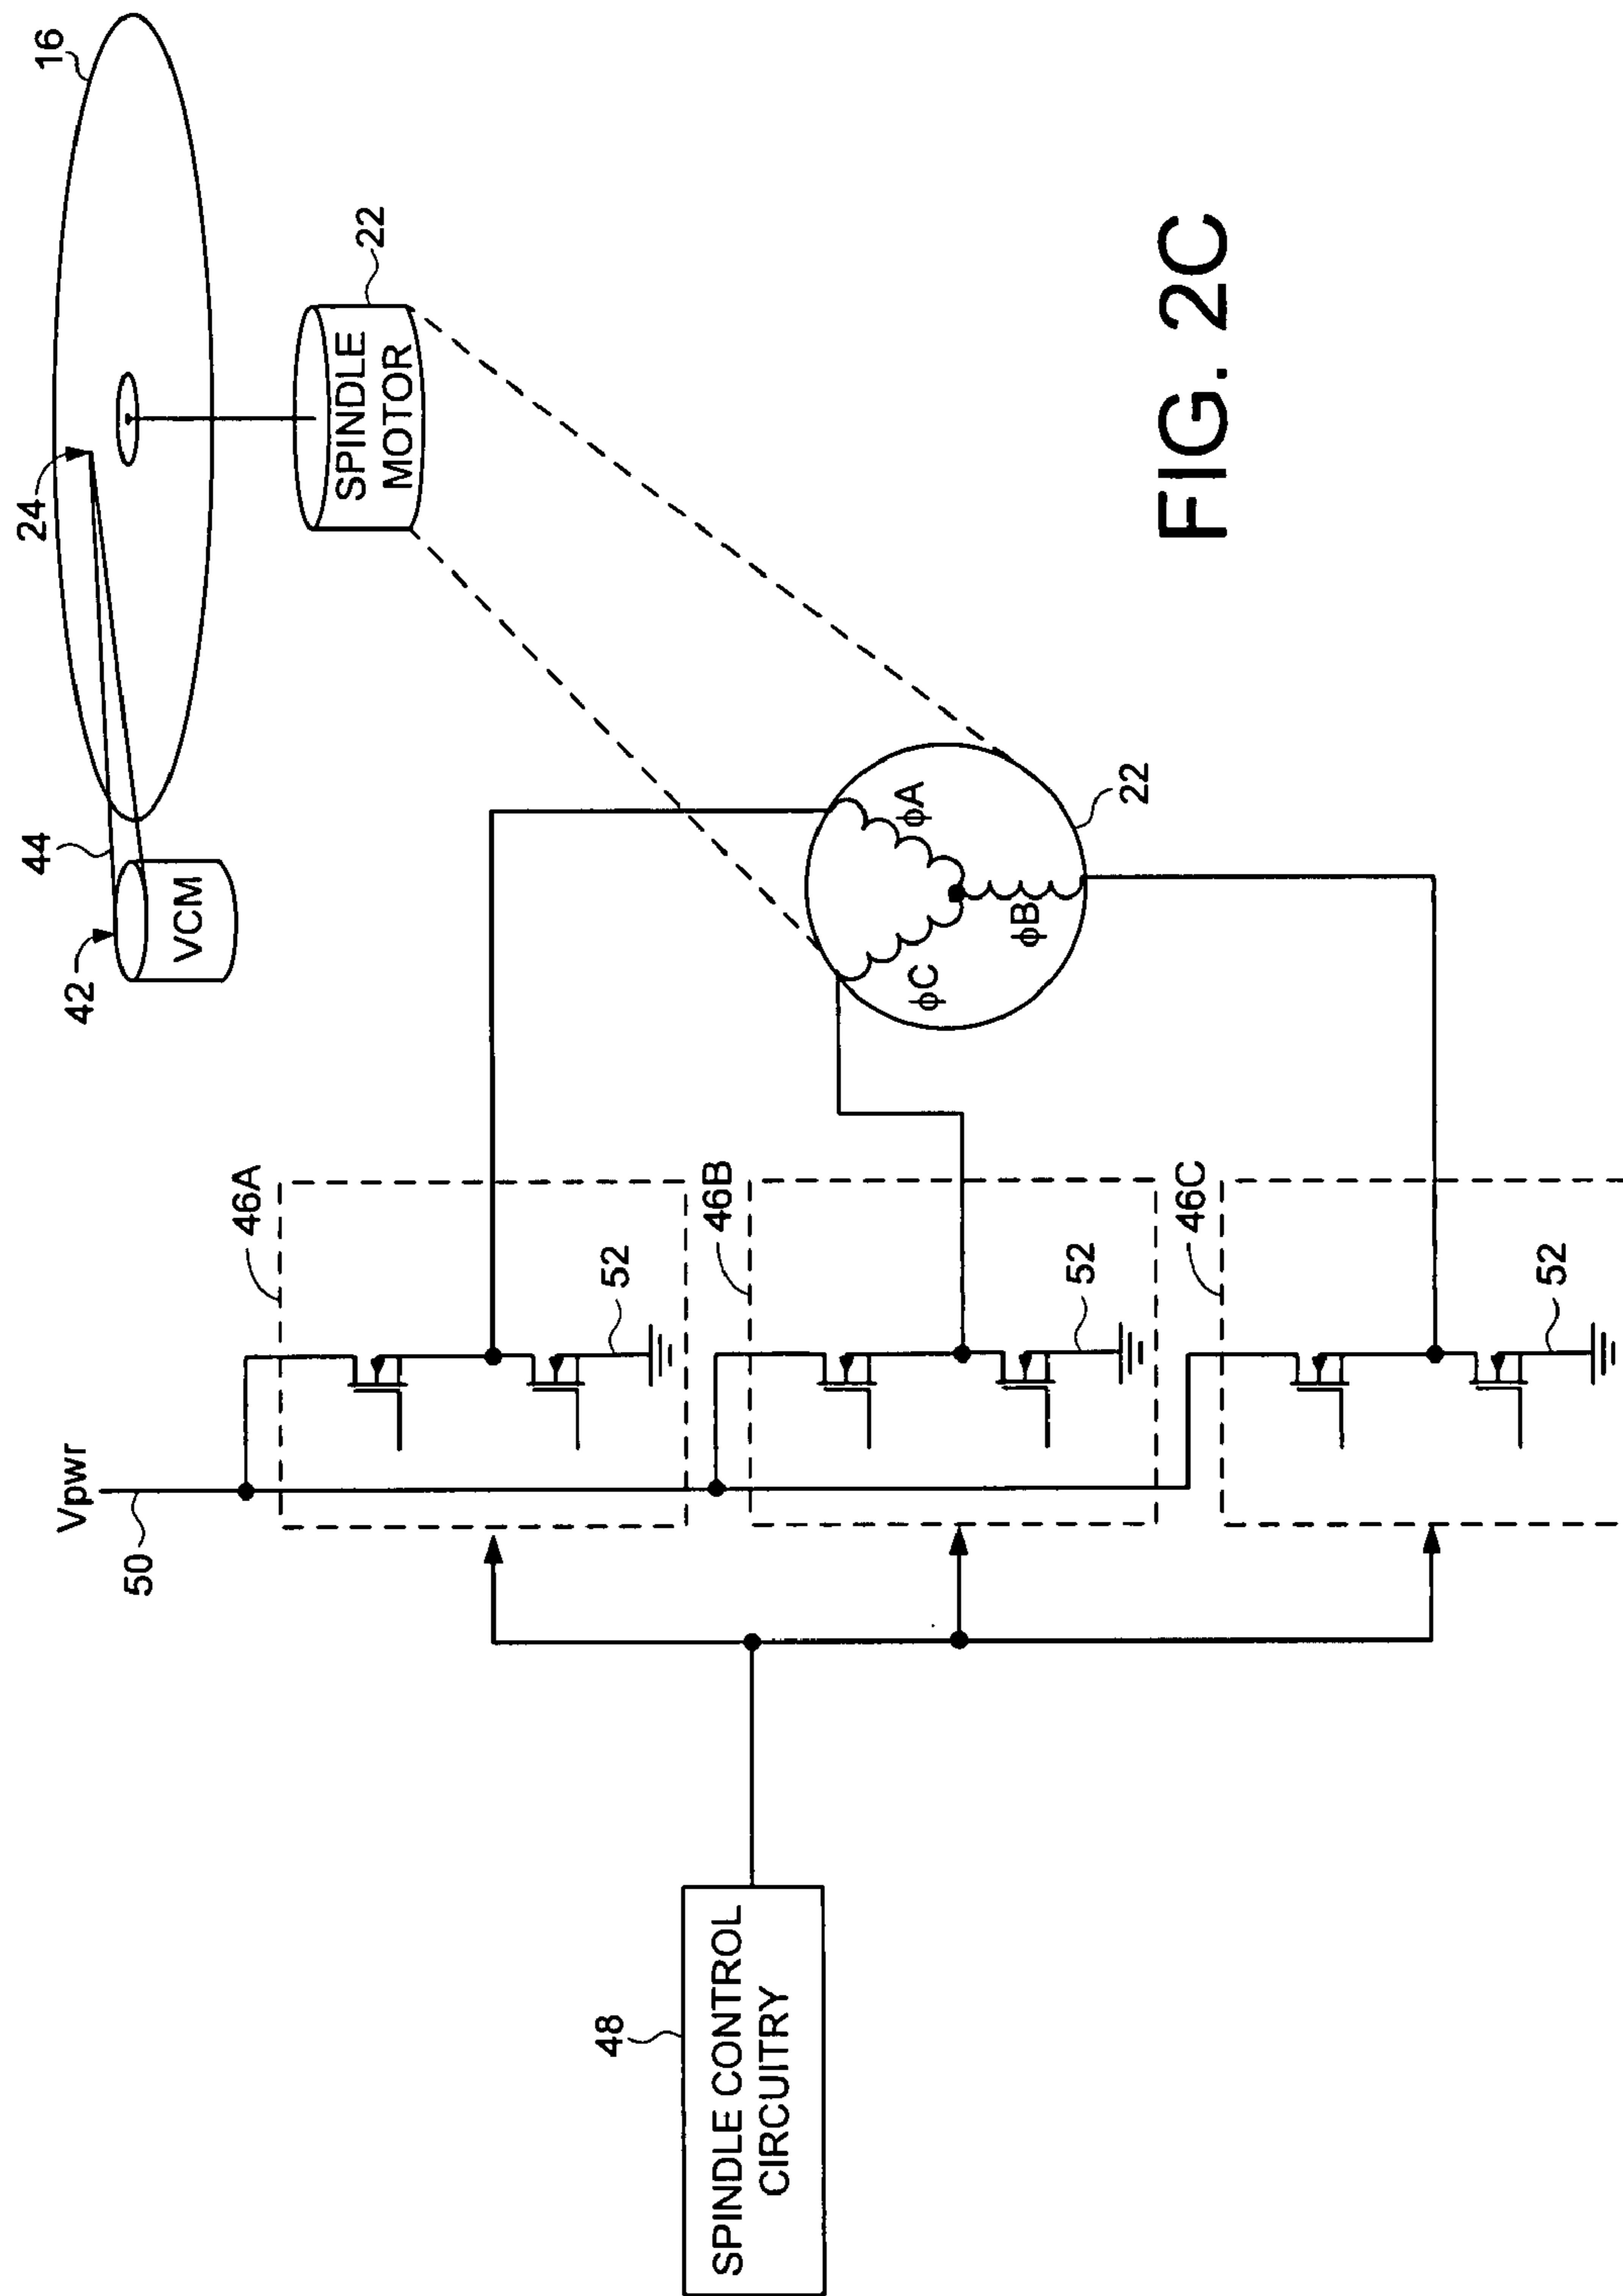 16
24
44
42
VCM
22
SPINDLE
MOTOR
Vpwr
50
46A
52
46B
52
46C
52
ϕA
ϕC
ϕB
22
48
SPINDLE CONTROL
CIRCUITRY
FIG. 2C